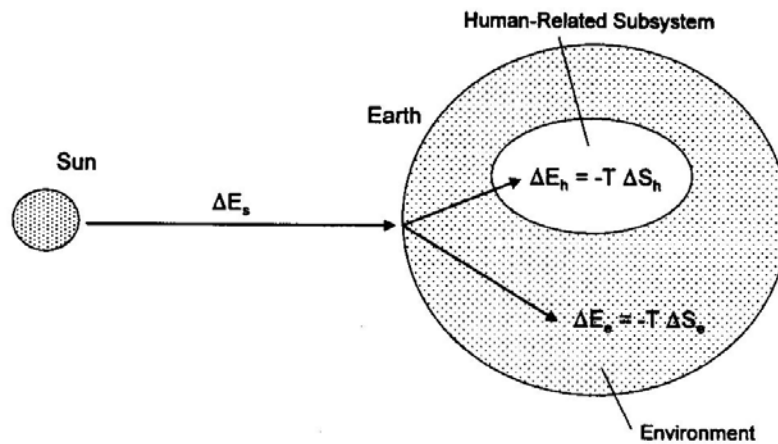 Human-Related Subsystem
Earth
Sun
ΔEₕ = -T ΔSₕ
ΔEₛ
ΔEₑ = -T ΔSₑ
Environment